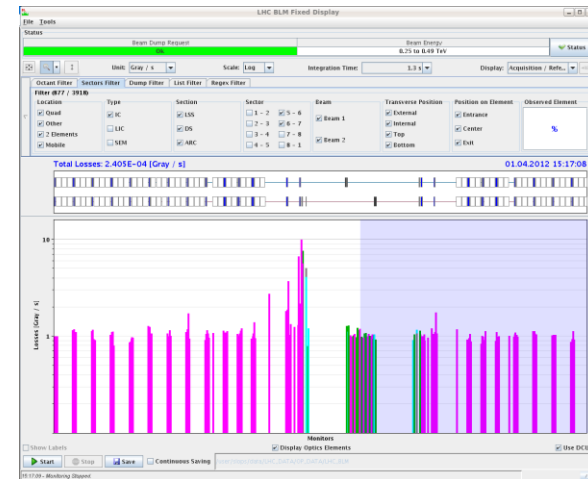 LHC BLM Fixed Display
File Tools
Status
Beam Dump Request
Ok
Beam Energy
0.25 to 0.49 TeV
Status
Unit: Gray / s
Scale: Log
Integration Time: 1.3 s
Display: Acquisition / Refe...
Octant Filter Sectors Filter Dump Filter List Filter Regex Filter
Filter (877 / 3918)
Location Type Section Sector Beam Transverse Position Position on Element Observed Element
Quad IC LSS 1 - 2 5 - 6 Beam 1 External Entrance
Other LIC DS 2 - 3 6 - 7 Internal Center %
2 Elements SEM ARC 3 - 4 7 - 8 Beam 2 Top Exit
Mobile 4 - 5 8 - 1 Bottom
Total Losses: 2.405E-04 [Gray / s] 01.04.2012 15:17:08
Losses [Gray / s]
10
1
Monitors
Show Labels Display Optics Elements Use DCU
Start Stop Save Continuous Saving
15:17:09 - Monitoring Stopped